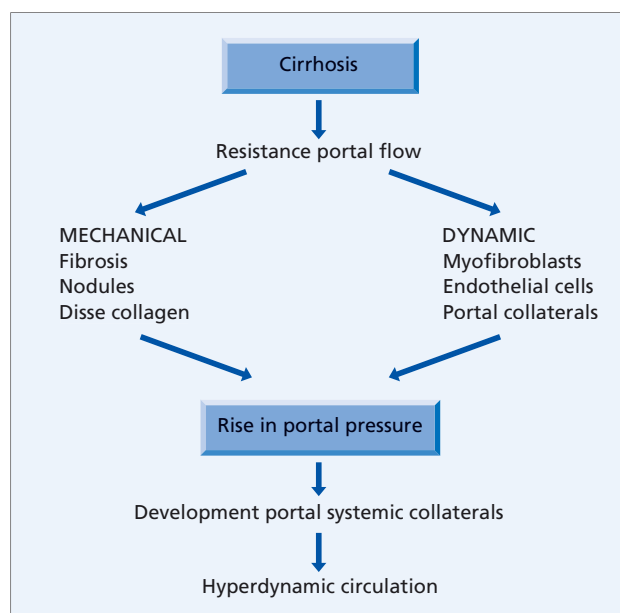 Cirrhosis
Resistance portal flow
MECHANICAL
Fibrosis
Nodules
Disse collagen
DYNAMIC
Myofibroblasts
Endothelial cells
Portal collaterals
Rise in portal pressure
Development portal systemic collaterals
Hyperdynamic circulation